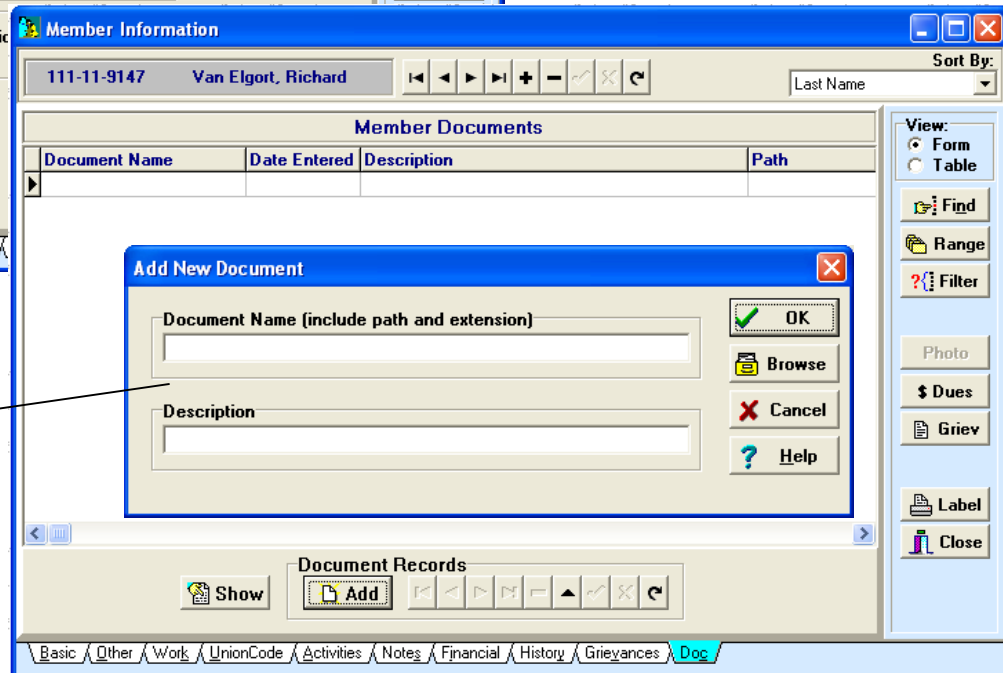 Member Information
111-11-9147 Van Elgort, Richard
Sort By:
Last Name
Member Documents
Document Name Date Entered Description Path
View:
Form
Table
Find
Range
?{ Filter
Photo
$ Dues
Griev
Label
Close
Add New Document
Document Name (include path and extension)
OK
Browse
Description
Cancel
? Help
Document Records
Show
Add
Basic Other Work UnionCode Activities Notes Financial History Grievances Doc